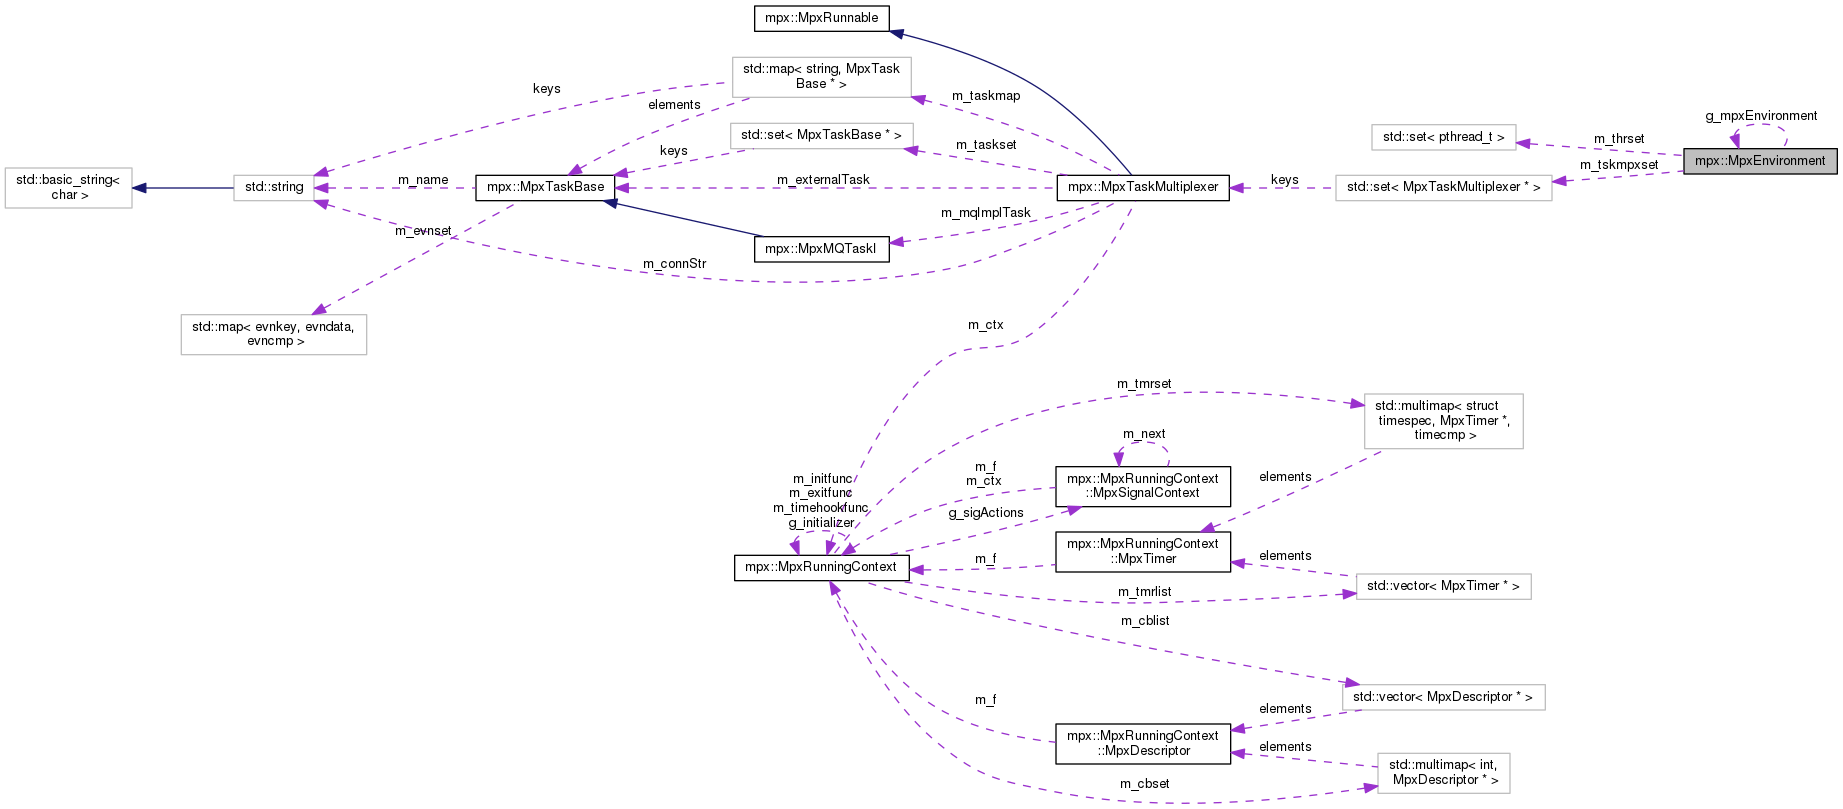 mpx::MpxRunnable
std::map< string, MpxTask
Base * >
keys
elements
m_taskmap
g_mpxEnvironment
std::set< MpxTaskBase * >
std::set< pthread_t >
m_thrset
keys
m_taskset
mpx::MpxEnvironment
m_tskmpxset
std::basic_string<
char >
std::string
m_name
mpx::MpxTaskBase
m_externalTask
mpx::MpxTaskMultiplexer
keys
std::set< MpxTaskMultiplexer * >
m_mqImplTask
m_evnset
mpx::MpxMQTaskI
m_connStr
std::map< evnkey, evndata,
evncmp >
m_ctx
m_tmrset
std::multimap< struct
timespec, MpxTimer *,
timecmp >
m_next
m_f
m_ctx
mpx::MpxRunningContext
::MpxSignalContext
elements
m_initfunc
m_exitfunc
m_timehookfunc
g_initializer
g_sigActions
mpx::MpxRunningContext
::MpxTimer
elements
m_f
mpx::MpxRunningContext
std::vector< MpxTimer * >
m_tmrlist
m_cblist
m_f
std::vector< MpxDescriptor * >
elements
mpx::MpxRunningContext
::MpxDescriptor
elements
std::multimap< int,
MpxDescriptor * >
m_cbset